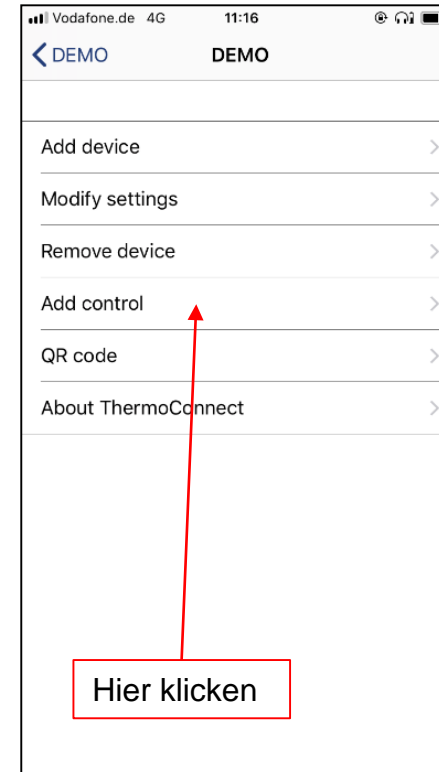 Vodafone.de 4G 11:16
DEMO DEMO
Add device
Modify settings
Remove device
Add control
QR code
About ThermoConnect
Hier klicken